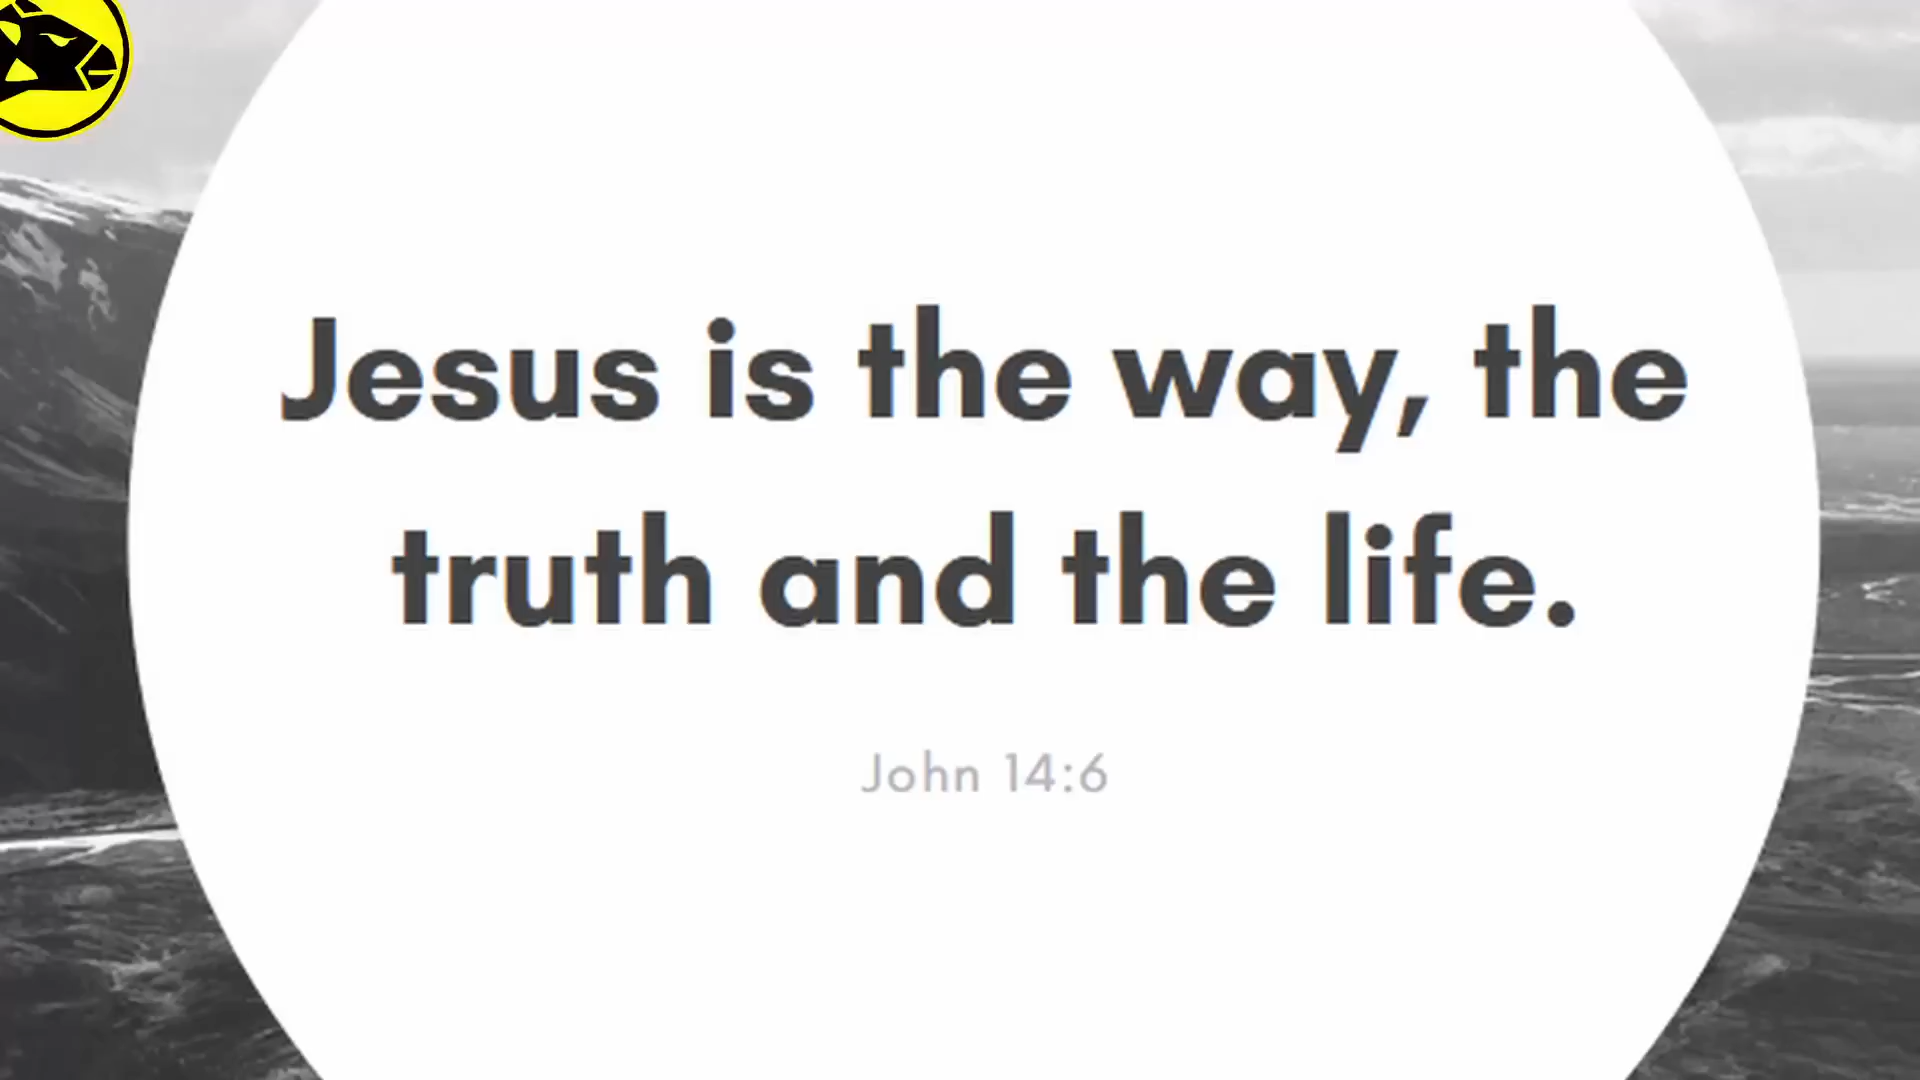 Jesus is the way, the
truth and the life.
John 14:6